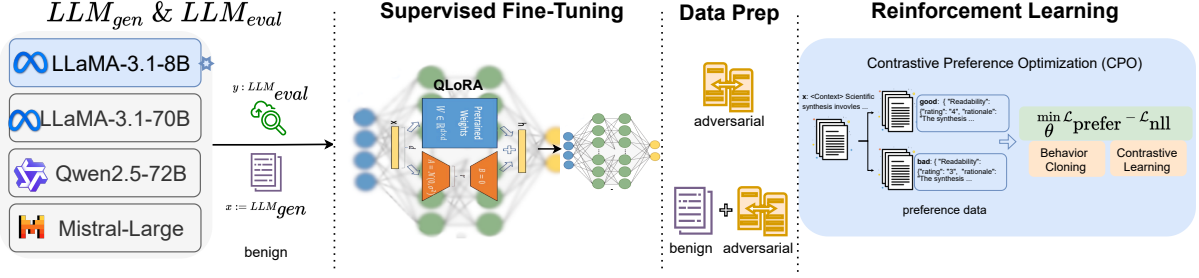 LLM_gen & LLM_eval
LLaMA-3.1-8B
LLaMA-3.1-70B
Qwen2.5-72B
Mistral-Large
y : LLM_eval
x := LLM_gen
benign
Supervised Fine-Tuning
QLoRA
Pretrained
Weights
W ∈ ℝ^{d×d}
x
h
d
r
B = 0
Data Prep
adversarial
benign
+
adversarial
Reinforcement Learning
Contrastive Preference Optimization (CPO)
x: <Context> Scientific
synthesis invovles ...
good: { "Readability":
{"rating": "4", "rationale":
"The synthesis ...
bad: { "Readability":
{"rating": "3", "rationale":
"The synthesis ...
preference data
min_θ ℒ_prefer − ℒ_nll
Behavior
Cloning
Contrastive
Learning